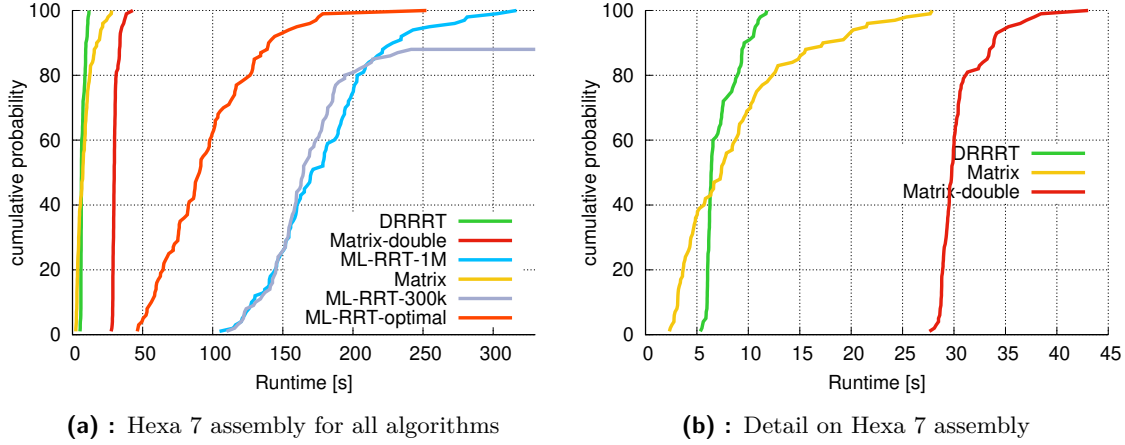 100
80
60
40
20
0
cumulative probability
0 50 100 150 200 250 300
Runtime [s]
DRRRT
Matrix-double
ML-RRT-1M
Matrix
ML-RRT-300k
ML-RRT-optimal
(a) : Hexa 7 assembly for all algorithms
100
80
60
40
20
0
cumulative probability
0 5 10 15 20 25 30 35 40 45
Runtime [s]
DRRRT
Matrix
Matrix-double
(b) : Detail on Hexa 7 assembly